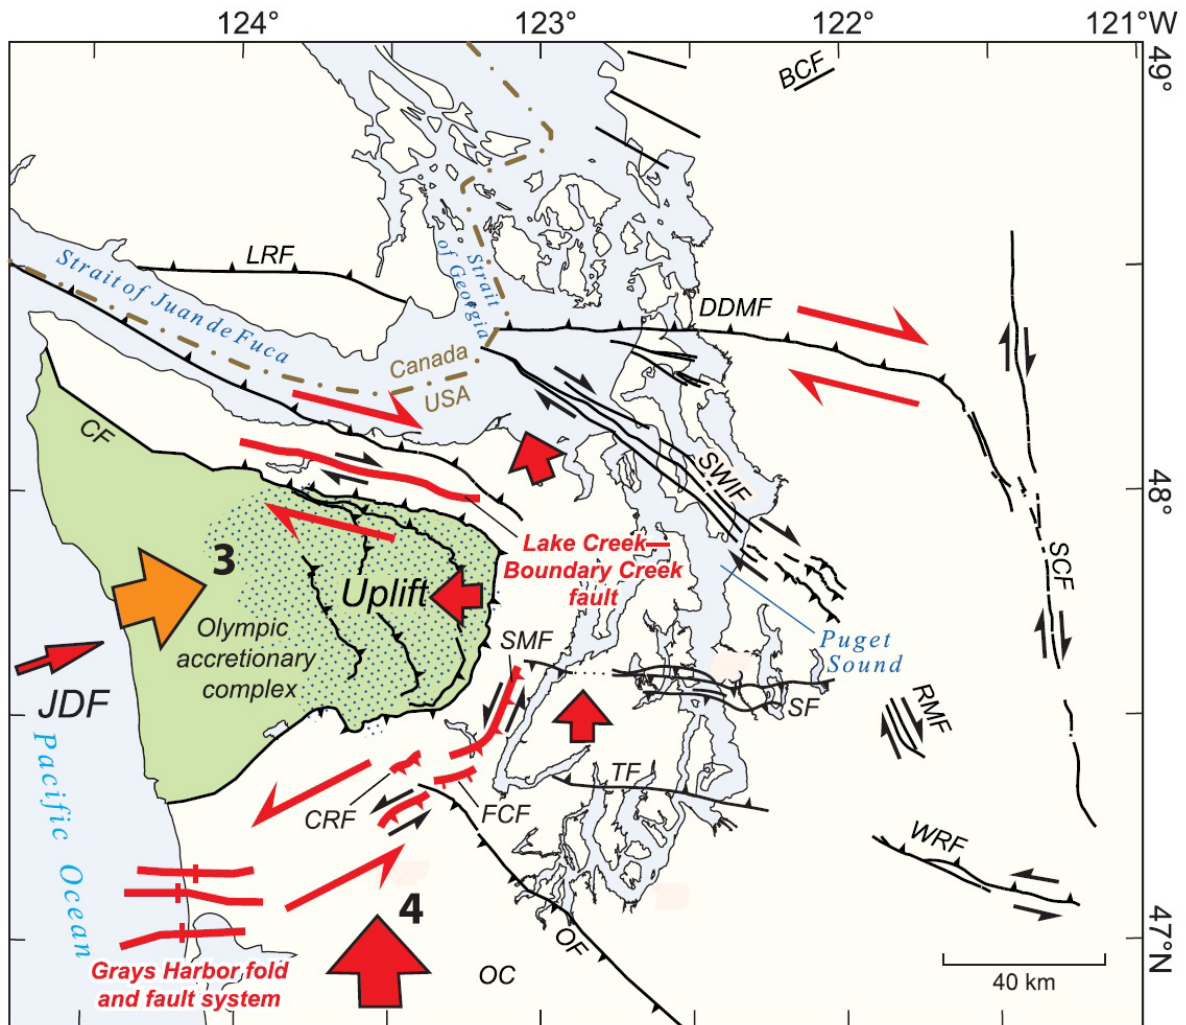 124°
123°
122°
121°W
49°
BCF
LRF
Strait
of Georgia
Strait of Juan de Fuca
DDMF
Canada
USA
CF
SWIF
48°
Lake Creek—
Boundary Creek
fault
3
Uplift
SCF
Olympic
accretionary
complex
SMF
Puget
Sound
JDF
SF
RMF
Pacific Ocean
TF
CRF
FCF
WRF
4
OF
47°N
Grays Harbor fold
and fault system
OC
40 km